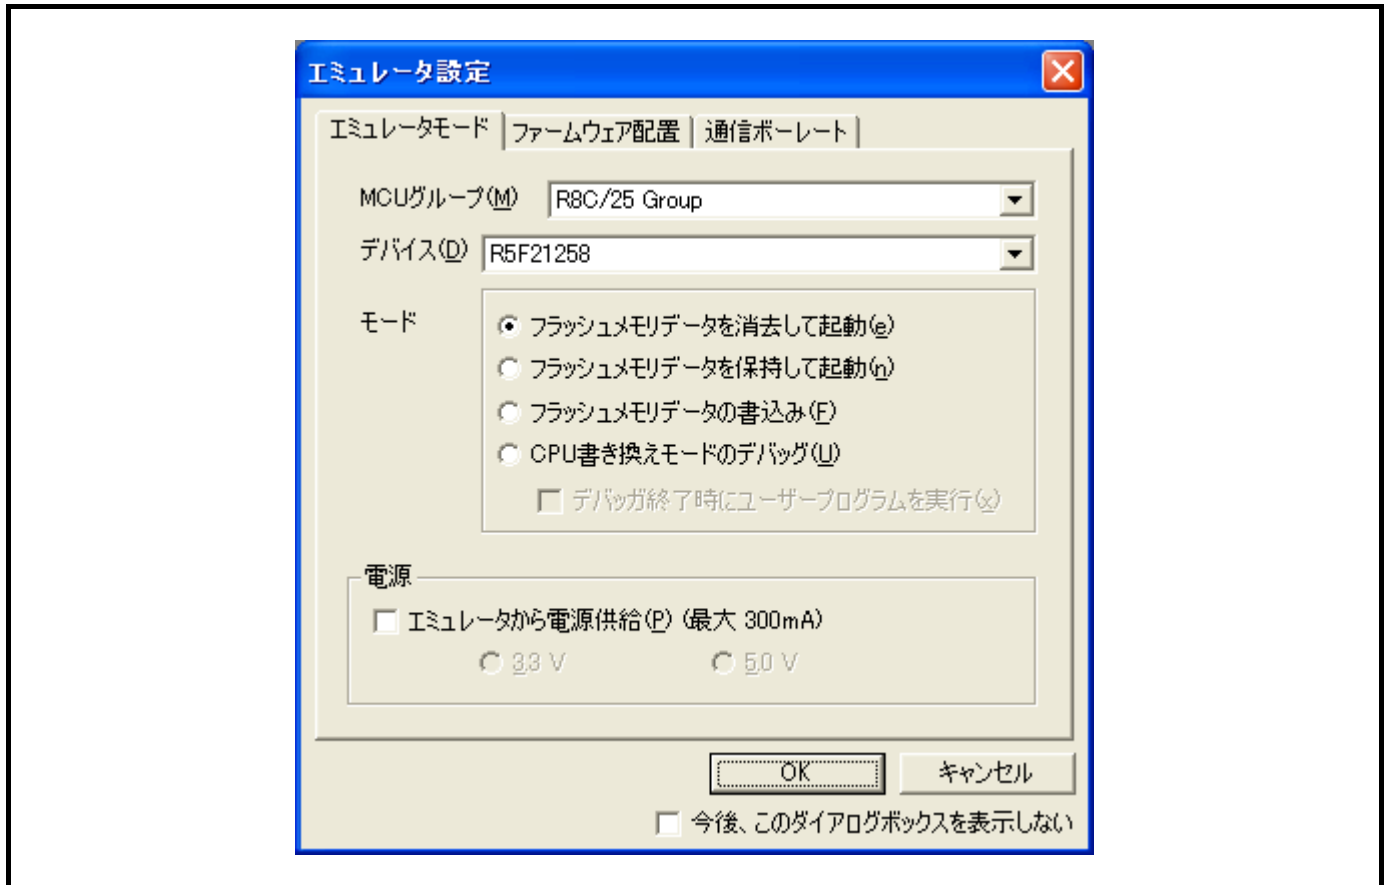 エミュレータ設定
エミュレータモード ファームウェア配置 通信ボーレート
MCUグループ(M) R8C/25 Group
デバイス(D) R5F21258
モード
フラッシュメモリデータを消去して起動(e)
フラッシュメモリデータを保持して起動(n)
フラッシュメモリデータの書込み(F)
CPU書き換えモードのデバッグ(U)
デバッガ終了時にユーザープログラムを実行(x)
電源
エミュレータから電源供給(P) (最大 300mA)
3.3 V 5.0 V
OK キャンセル
今後、このダイアログボックスを表示しない